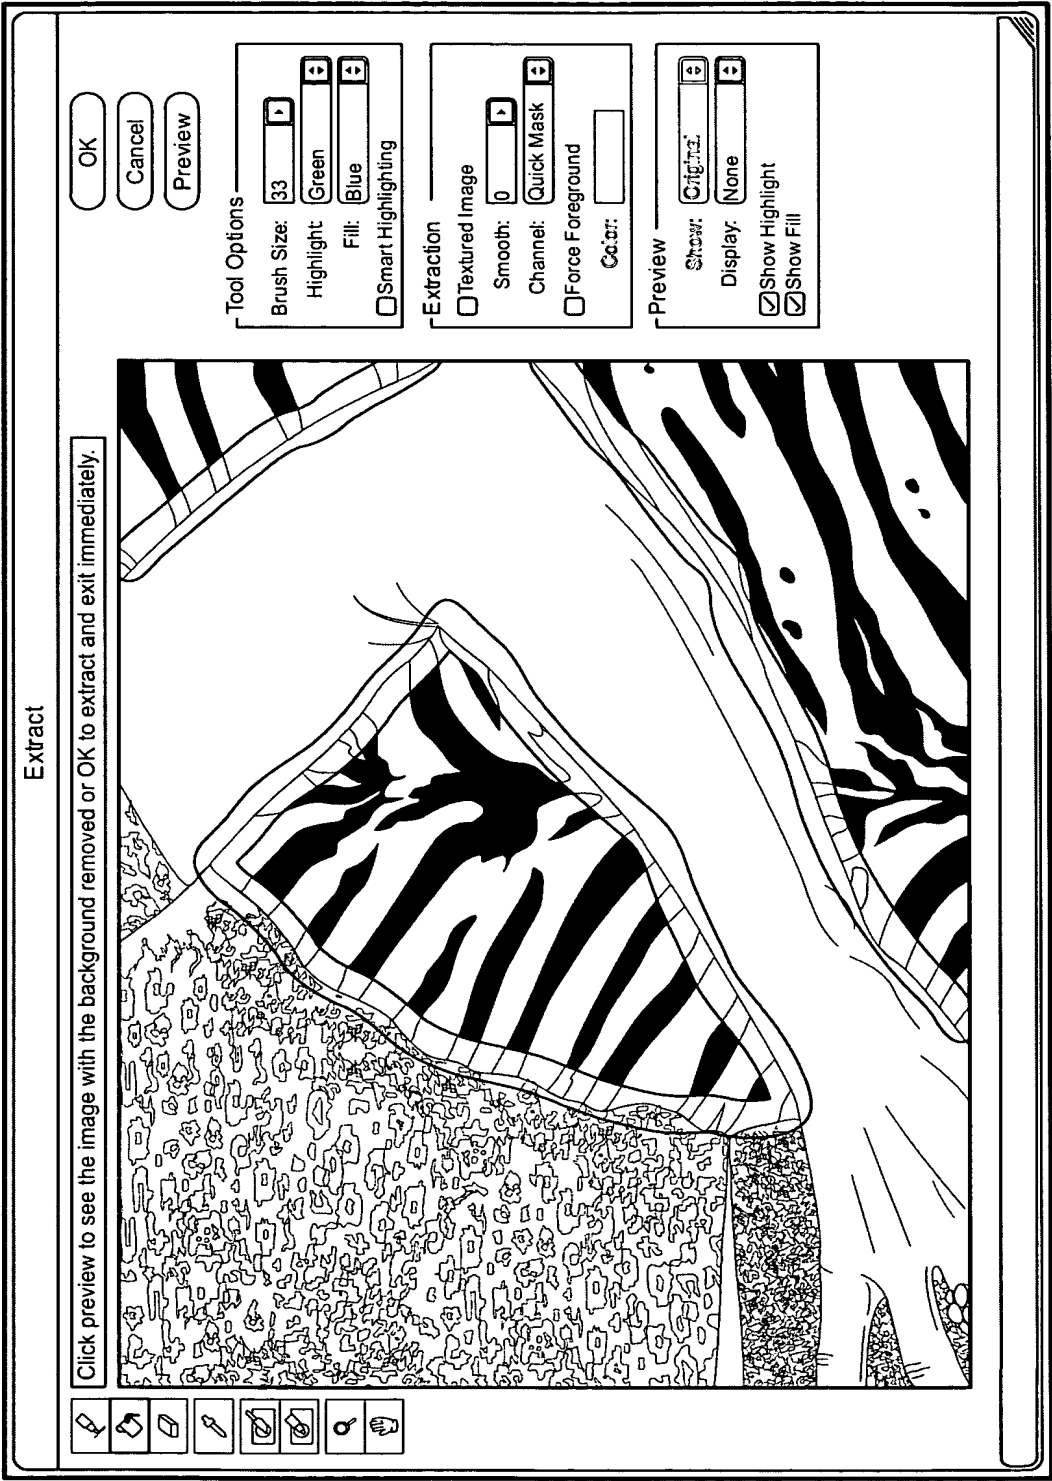 Extract
Click preview to see the image with the background removed or OK to extract and exit immediately.
OK
Cancel
Preview
Tool Options
Brush Size: 33
Highlight: Green
Fill: Blue
Smart Highlighting
Extraction
Textured Image
Smooth: 0
Channel: Quick Mask
Force Foreground
Color:
Preview
Show: Original
Display: None
Show Highlight
Show Fill